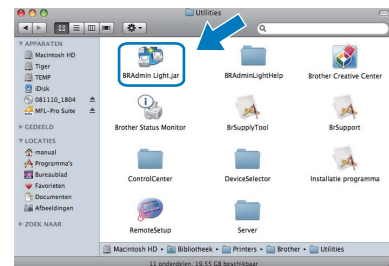 Utilities
APPARATEN
Macintosh HD
Tiger
TEMP
iDisk
081110_1804
MFL-Pro Suite
GEDEELD
LOCATIES
manual
Programma's
Bureaublad
Favorieten
Documenten
Afbeeldingen
ZOEK NAAR
BRAdmin Light.jar
BRAdminLightHelp
Brother Creative Center
Brother Status Monitor
BrSupplyTool
BrSupport
ControlCenter
DeviceSelector
Installatie programma
RemoteSetup
Server
Macintosh HD ▸ Bibliotheek ▸ Printers ▸ Brother ▸ Utilities
11 onderdelen, 19,55 GB beschikbaar